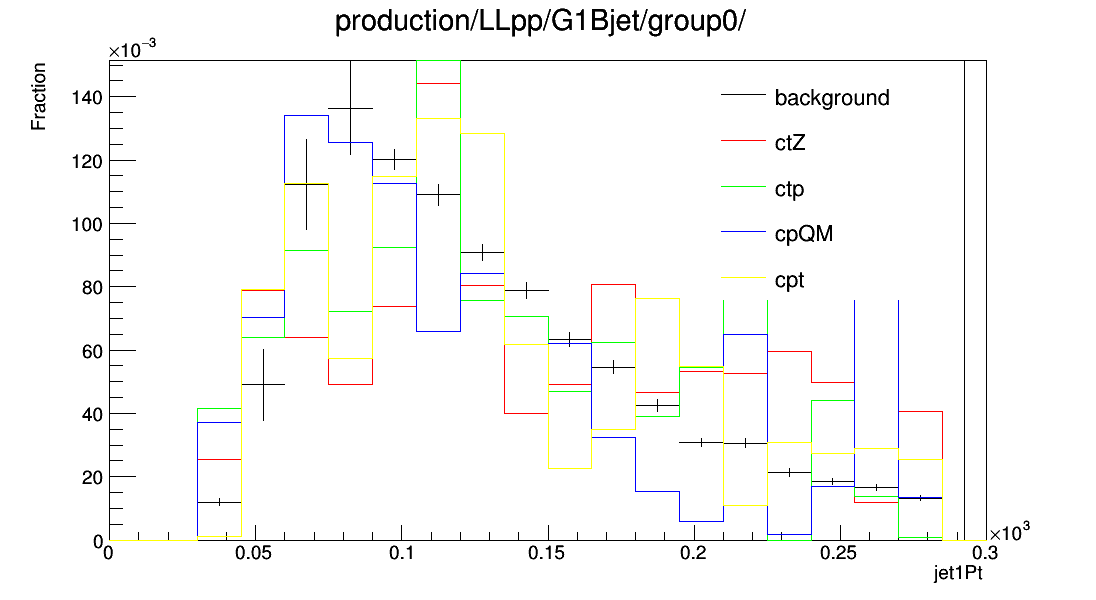 production/LLpp/G1Bjet/group0/
×10⁻³
Fraction
140
120
100
80
60
40
20
0
background
ctZ
ctp
cpQM
cpt
0 0.05 0.1 0.15 0.2 0.25 0.3
×10³
jet1Pt